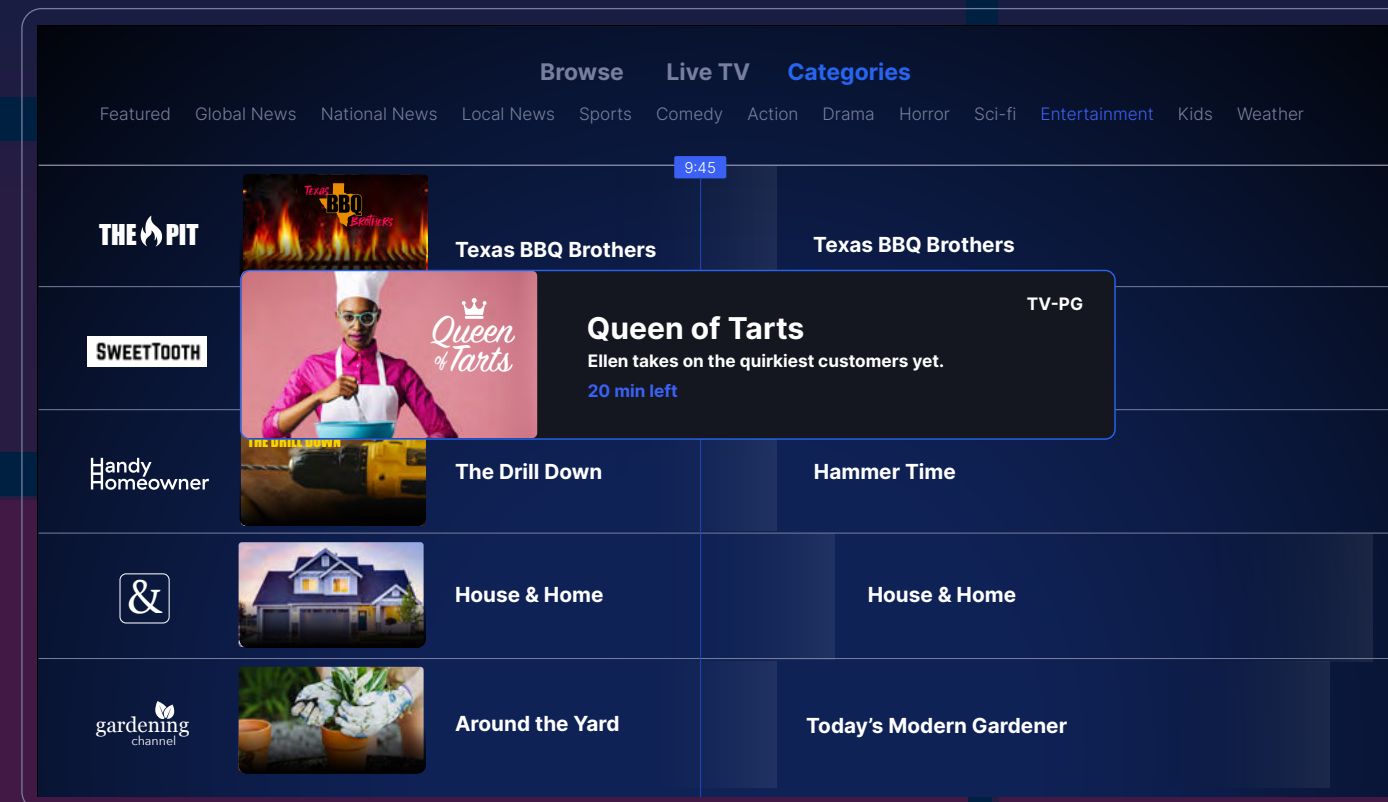 Browse Live TV Categories
Featured Global News National News Local News Sports Comedy Action Drama Horror Sci-fi Entertainment Kids Weather
9:45
THE PIT
TEXAS
BBQ
BROTHERS
Texas BBQ Brothers
Texas BBQ Brothers
SWEETTOOTH
Queen
of Tarts
TV-PG
Queen of Tarts
Ellen takes on the quirkiest customers yet.
20 min left
Handy
Homeowner
THE DRILL DOWN
The Drill Down
Hammer Time
&
House & Home
House & Home
gardening
channel
Around the Yard
Today’s Modern Gardener